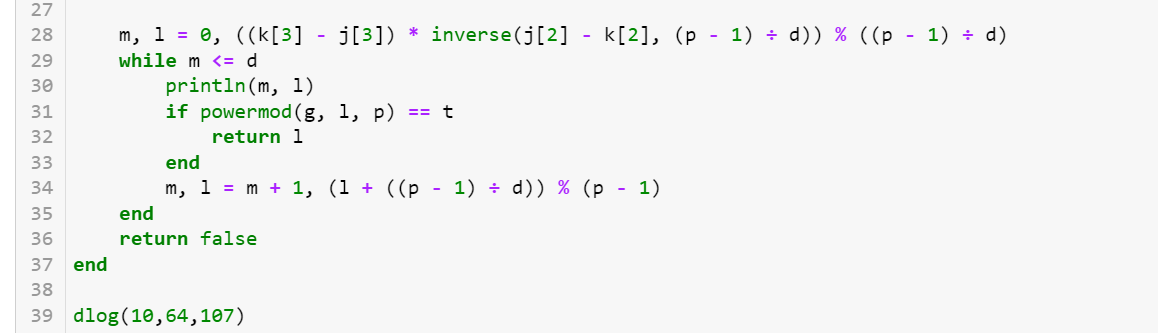 27
28     m, l = 0, ((k[3] - j[3]) * inverse(j[2] - k[2], (p - 1) ÷ d)) % ((p - 1) ÷ d)
29     while m <= d
30         println(m, l)
31         if powermod(g, l, p) == t
32             return l
33         end
34         m, l = m + 1, (l + ((p - 1) ÷ d)) % (p - 1)
35     end
36     return false
37 end
38
39 dlog(10,64,107)